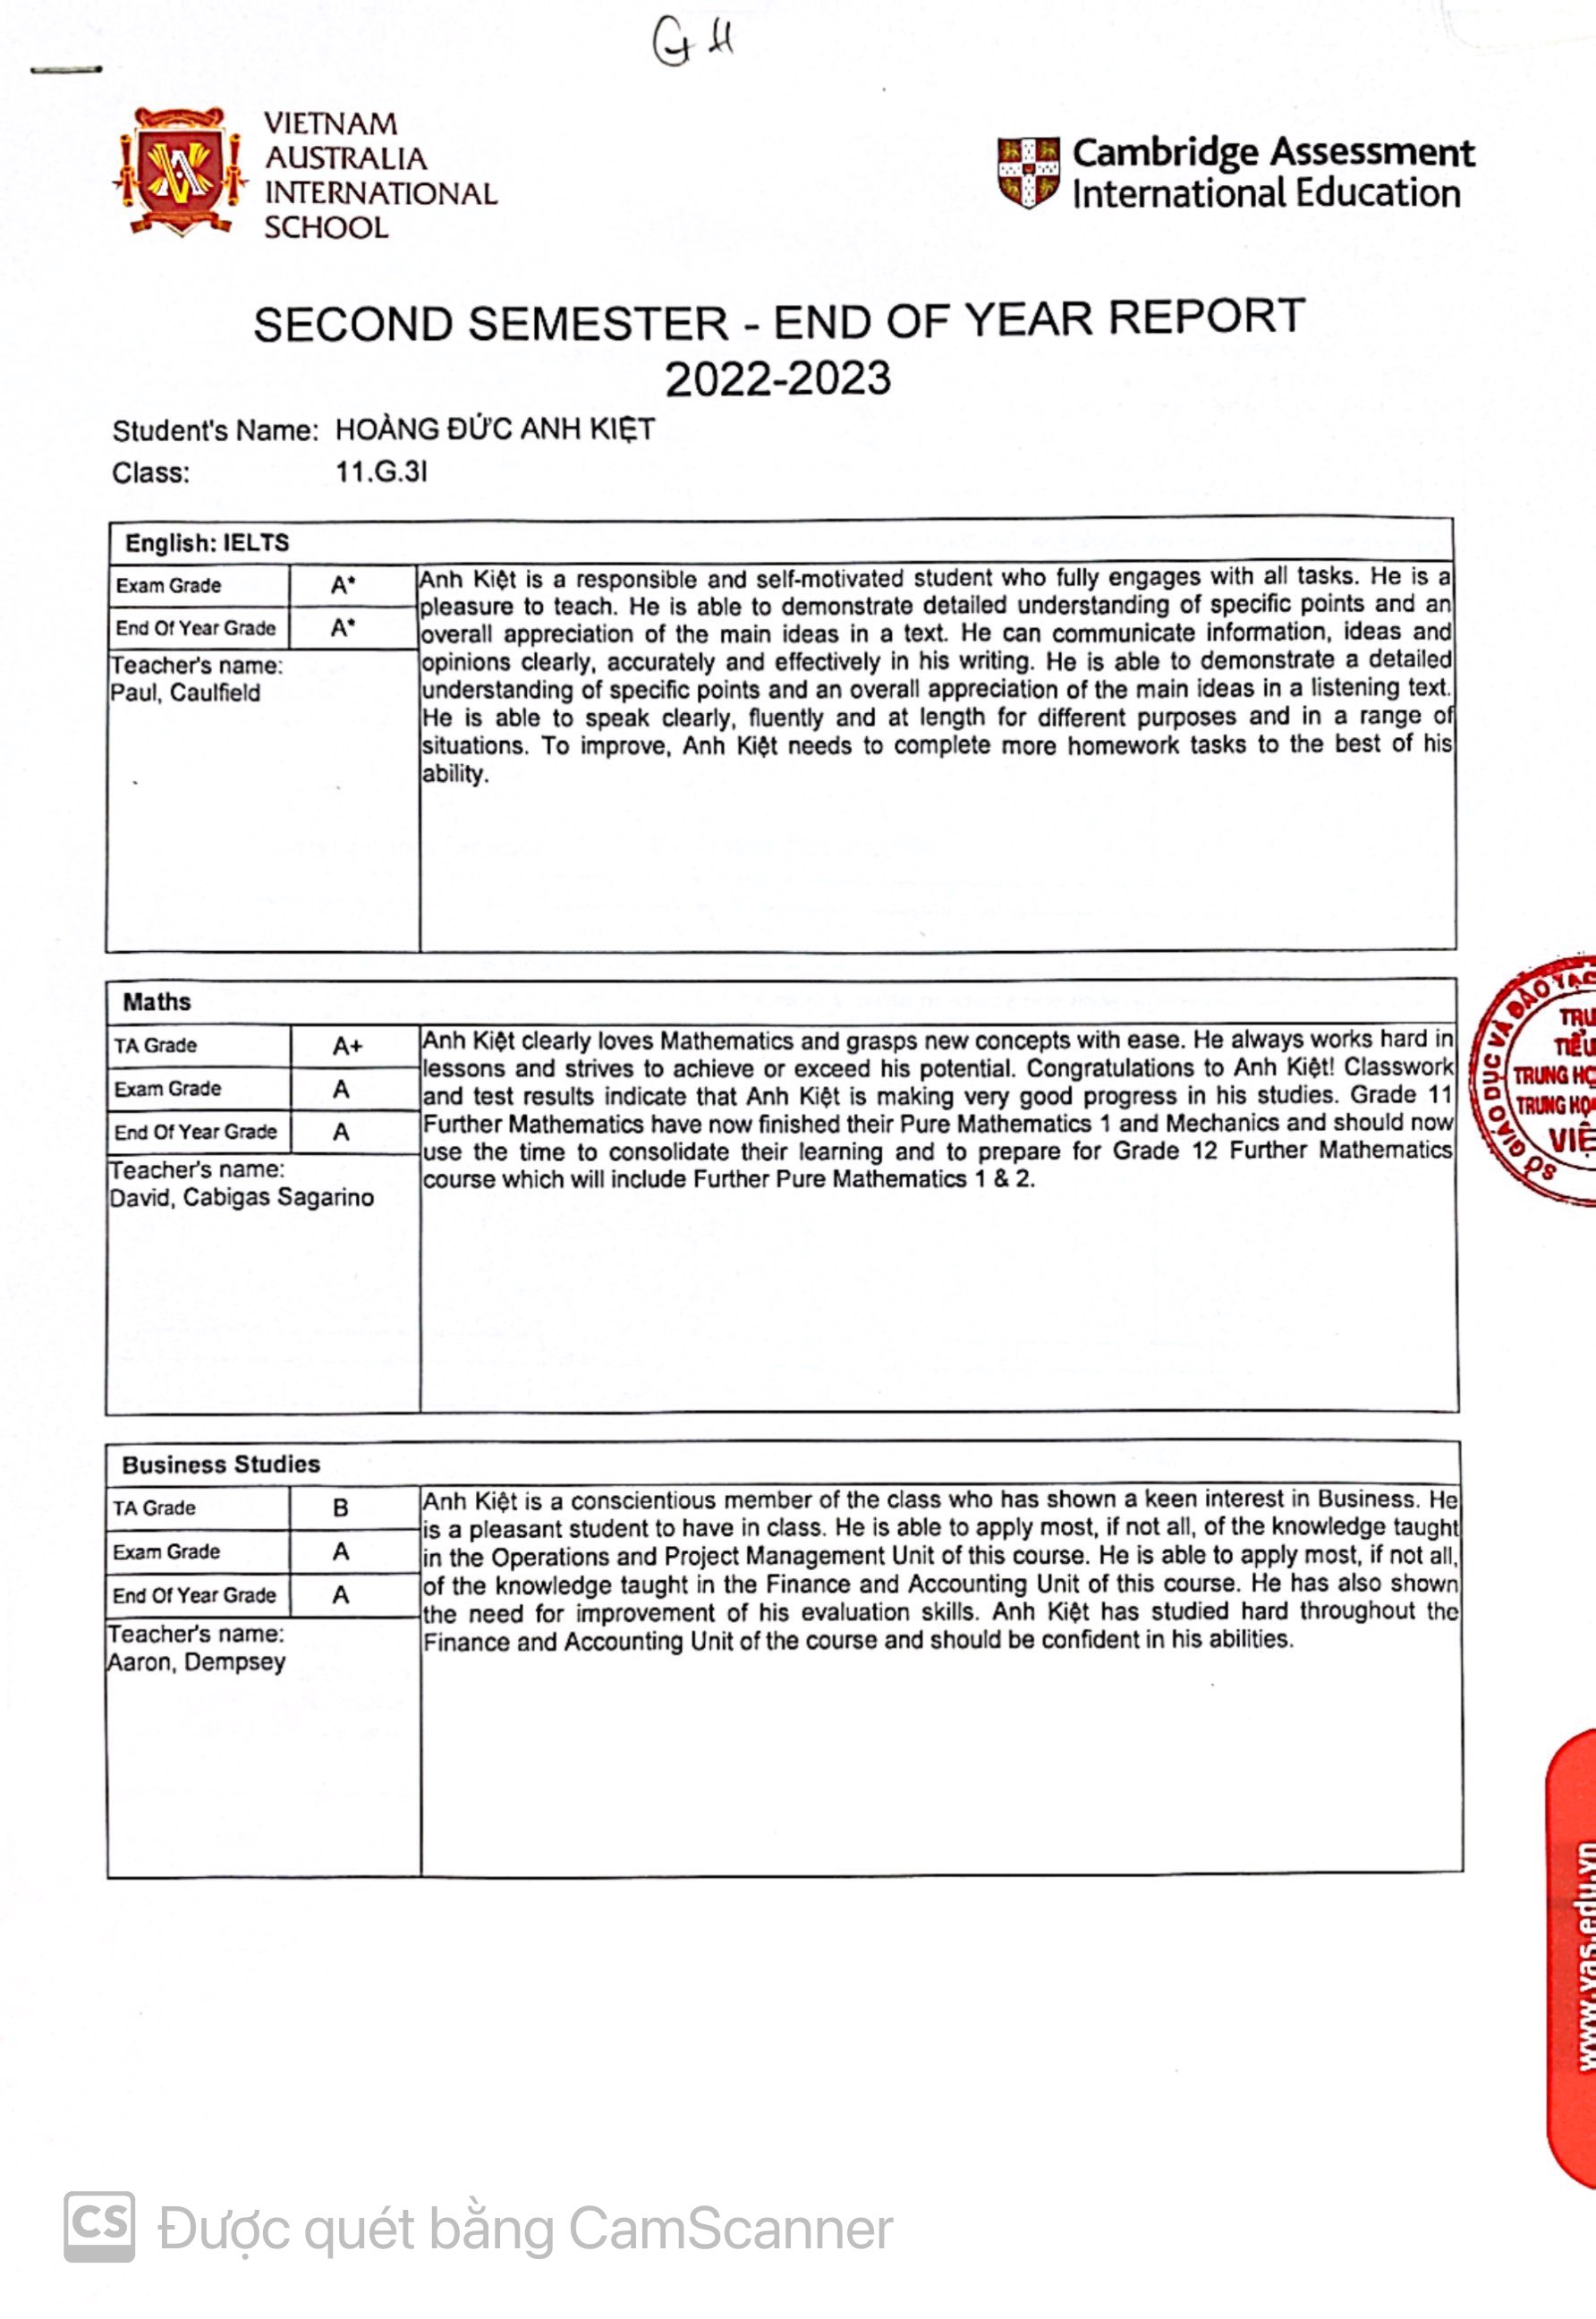 GH
VIETNAM
AUSTRALIA
INTERNATIONAL
SCHOOL
Cambridge Assessment
International Education
SECOND SEMESTER - END OF YEAR REPORT
2022-2023
Student's Name: HOÀNG ĐỨC ANH KIỆT
Class: 11.G.3I
English: IELTS
Exam Grade A*
End Of Year Grade A*
Teacher's name:
Paul, Caulfield
Anh Kiệt is a responsible and self-motivated student who fully engages with all tasks. He is a
pleasure to teach. He is able to demonstrate detailed understanding of specific points and an
overall appreciation of the main ideas in a text. He can communicate information, ideas and
opinions clearly, accurately and effectively in his writing. He is able to demonstrate a detailed
understanding of specific points and an overall appreciation of the main ideas in a listening text.
He is able to speak clearly, fluently and at length for different purposes and in a range of
situations. To improve, Anh Kiệt needs to complete more homework tasks to the best of his
ability.
Maths
TA Grade A+
Exam Grade A
End Of Year Grade A
Teacher's name:
David, Cabigas Sagarino
Anh Kiệt clearly loves Mathematics and grasps new concepts with ease. He always works hard in
lessons and strives to achieve or exceed his potential. Congratulations to Anh Kiệt! Classwork
and test results indicate that Anh Kiệt is making very good progress in his studies. Grade 11
Further Mathematics have now finished their Pure Mathematics 1 and Mechanics and should now
use the time to consolidate their learning and to prepare for Grade 12 Further Mathematics
course which will include Further Pure Mathematics 1 & 2.
SỞ GIÁO DỤC VÀ ĐÀO TẠO
TRU
TIỂU
TRUNG HỌ
TRUNG HỌ
VIỆ
Business Studies
TA Grade B
Exam Grade A
End Of Year Grade A
Teacher's name:
Aaron, Dempsey
Anh Kiệt is a conscientious member of the class who has shown a keen interest in Business. He
is a pleasant student to have in class. He is able to apply most, if not all, of the knowledge taught
in the Operations and Project Management Unit of this course. He is able to apply most, if not all,
of the knowledge taught in the Finance and Accounting Unit of this course. He has also shown
the need for improvement of his evaluation skills. Anh Kiệt has studied hard throughout the
Finance and Accounting Unit of the course and should be confident in his abilities.
www.vas.edu.vn
CS Được quét bằng CamScanner